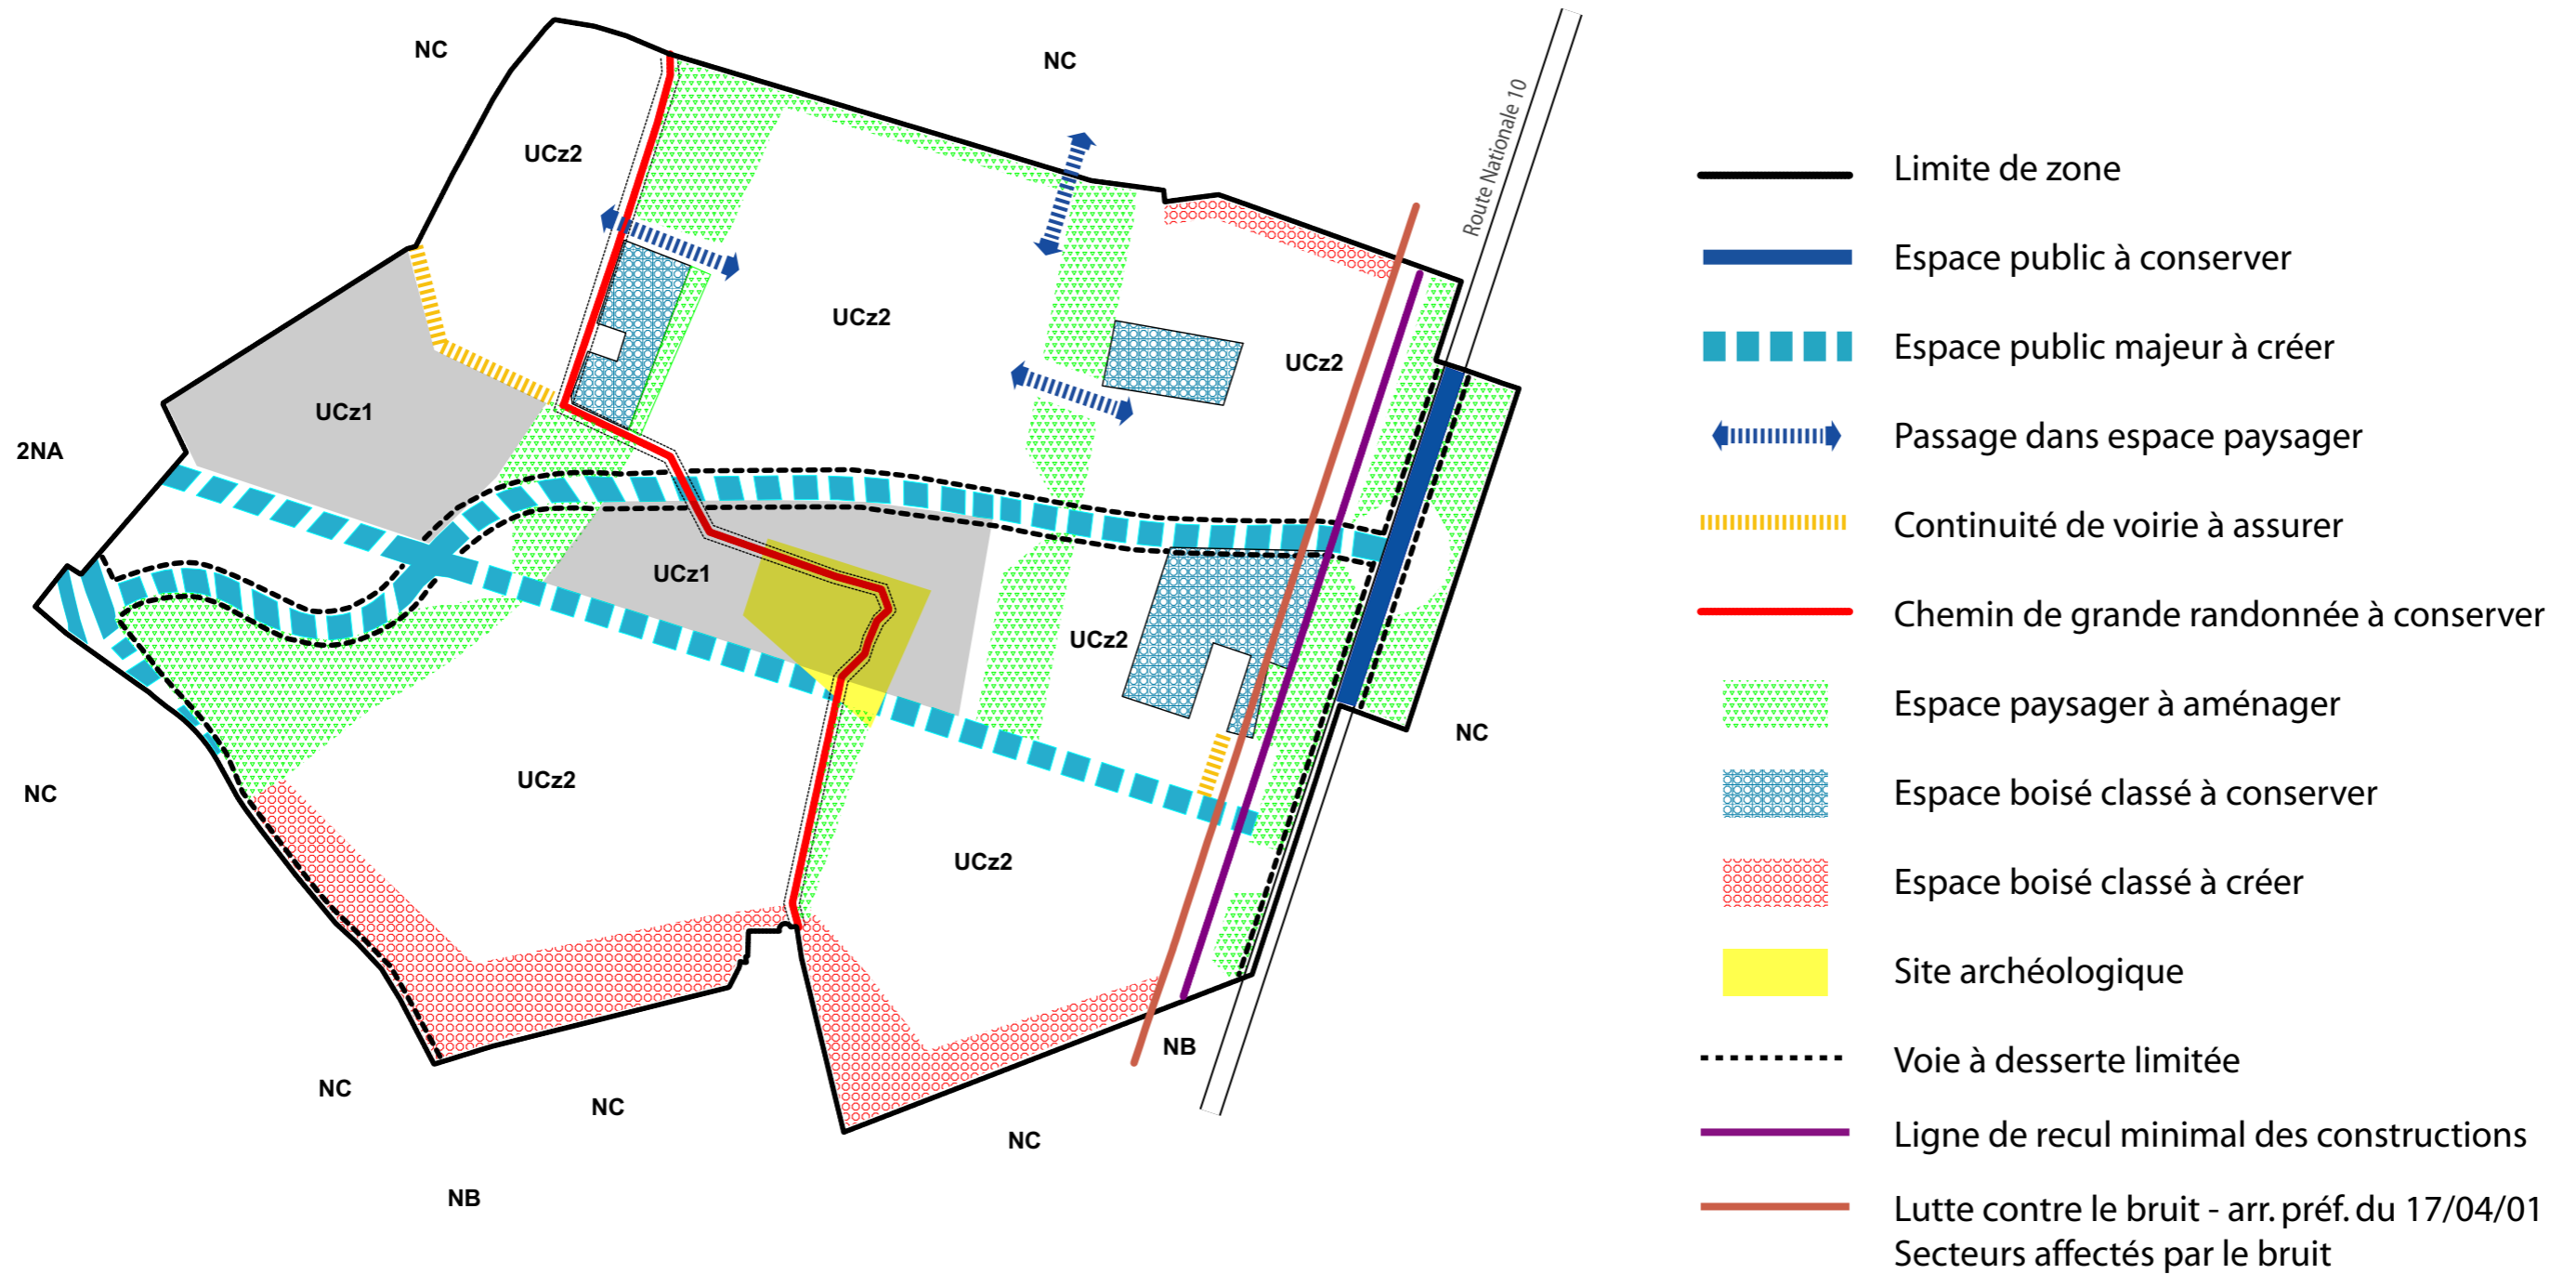 NC
NC
UCz2
Route Nationale 10
UCz2
UCz2
UCz1
2NA
UCz1
UCz2
NC
UCz2
NC
UCz2
NB
NC
NC
NC
NB
Limite de zone
Espace public à conserver
Espace public majeur à créer
Passage dans espace paysager
Continuité de voirie à assurer
Chemin de grande randonnée à conserver
Espace paysager à aménager
Espace boisé classé à conserver
Espace boisé classé à créer
Site archéologique
Voie à desserte limitée
Ligne de recul minimal des constructions
Lutte contre le bruit - arr. préf. du 17/04/01
Secteurs affectés par le bruit